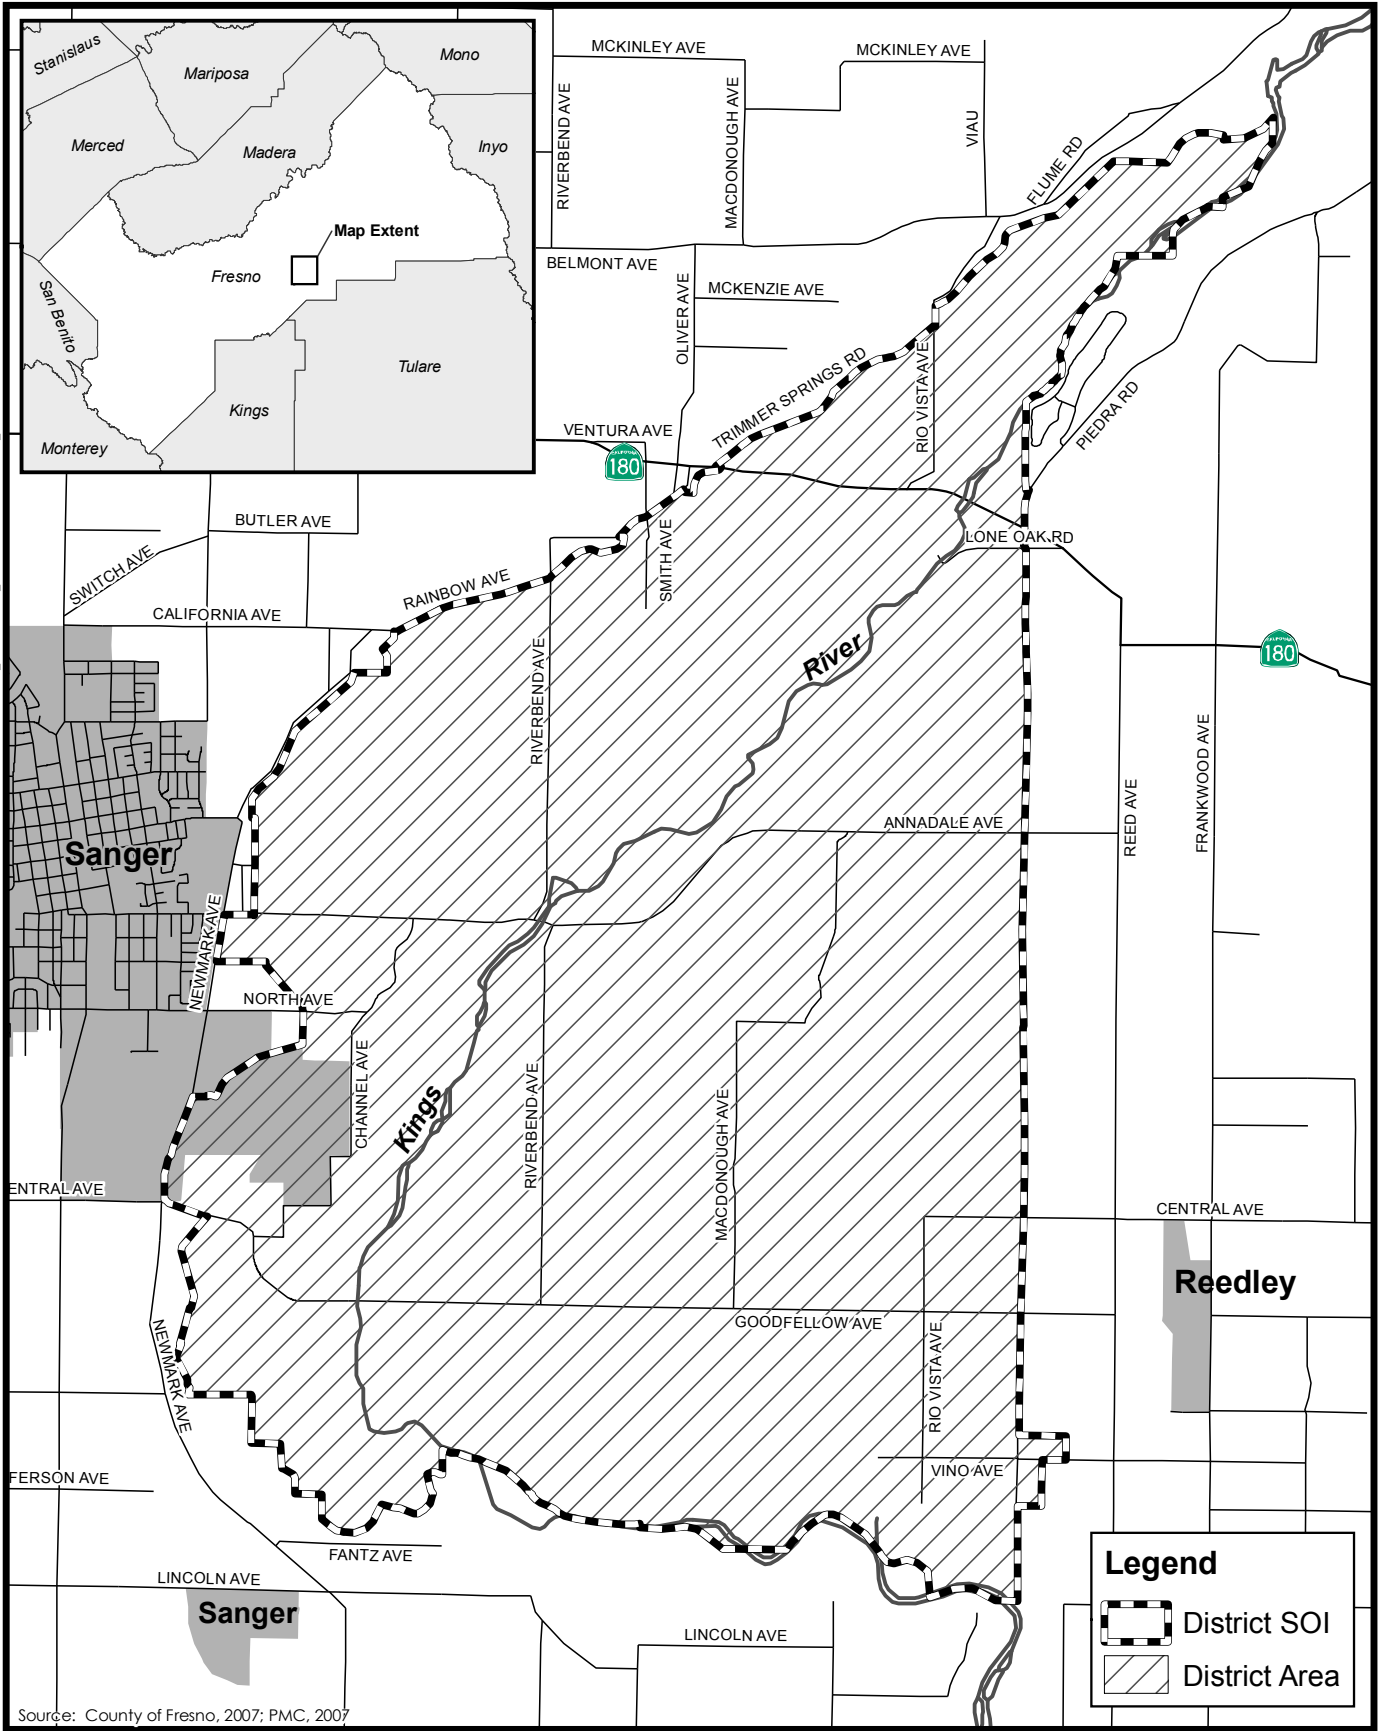 Stanislaus
Mariposa
Mono
Merced
Madera
Inyo
Map Extent
Fresno
San Benito
Tulare
Kings
Monterey
MCKINLEY AVE
MCKINLEY AVE
RIVERBEND AVE
MACDONOUGH AVE
VIAU
FLUME RD
BELMONT AVE
OLIVER AVE
MCKENZIE AVE
TRIMMER SPRINGS RD
RIO VISTA AVE
PIEDRA RD
VENTURA AVE
CALIFORNIA
180
BUTLER AVE
SWITCH AVE
SMITH AVE
LONE OAK RD
RAINBOW AVE
CALIFORNIA AVE
RIVERBEND AVE
River
CALIFORNIA
180
FRANKWOOD AVE
REED AVE
ANNADALE AVE
Sanger
NEWMARK AVE
NORTH AVE
CHANNEL AVE
Kings
RIVERBEND AVE
MACDONOUGH AVE
ENTRAL AVE
CENTRAL AVE
Reedley
GOODFELLOW AVE
RIO VISTA AVE
NEWMARK AVE
VINO AVE
FERSON AVE
FANTZ AVE
LINCOLN AVE
Sanger
LINCOLN AVE
Legend
District SOI
District Area
Source: County of Fresno, 2007; PMC, 2007